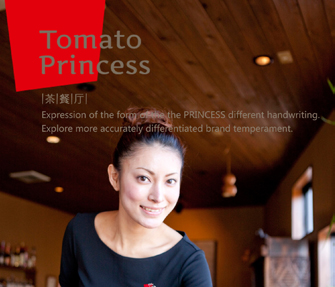 Tomato
Princess
|茶|餐|厅|
Expression of the form of the PRINCESS different handwriting.
Explore more accurately differentiated brand temperament.